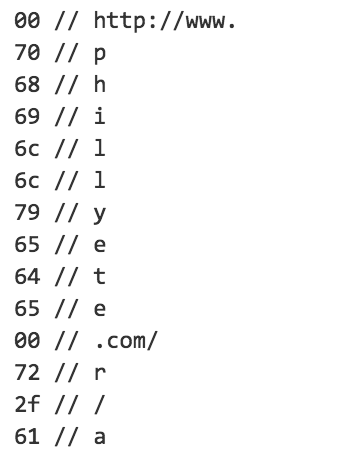 00 // http://www.
70 // p
68 // h
69 // i
6c // l
6c // l
79 // y
65 // e
64 // t
65 // e
00 // .com/
72 // r
2f // /
61 // a